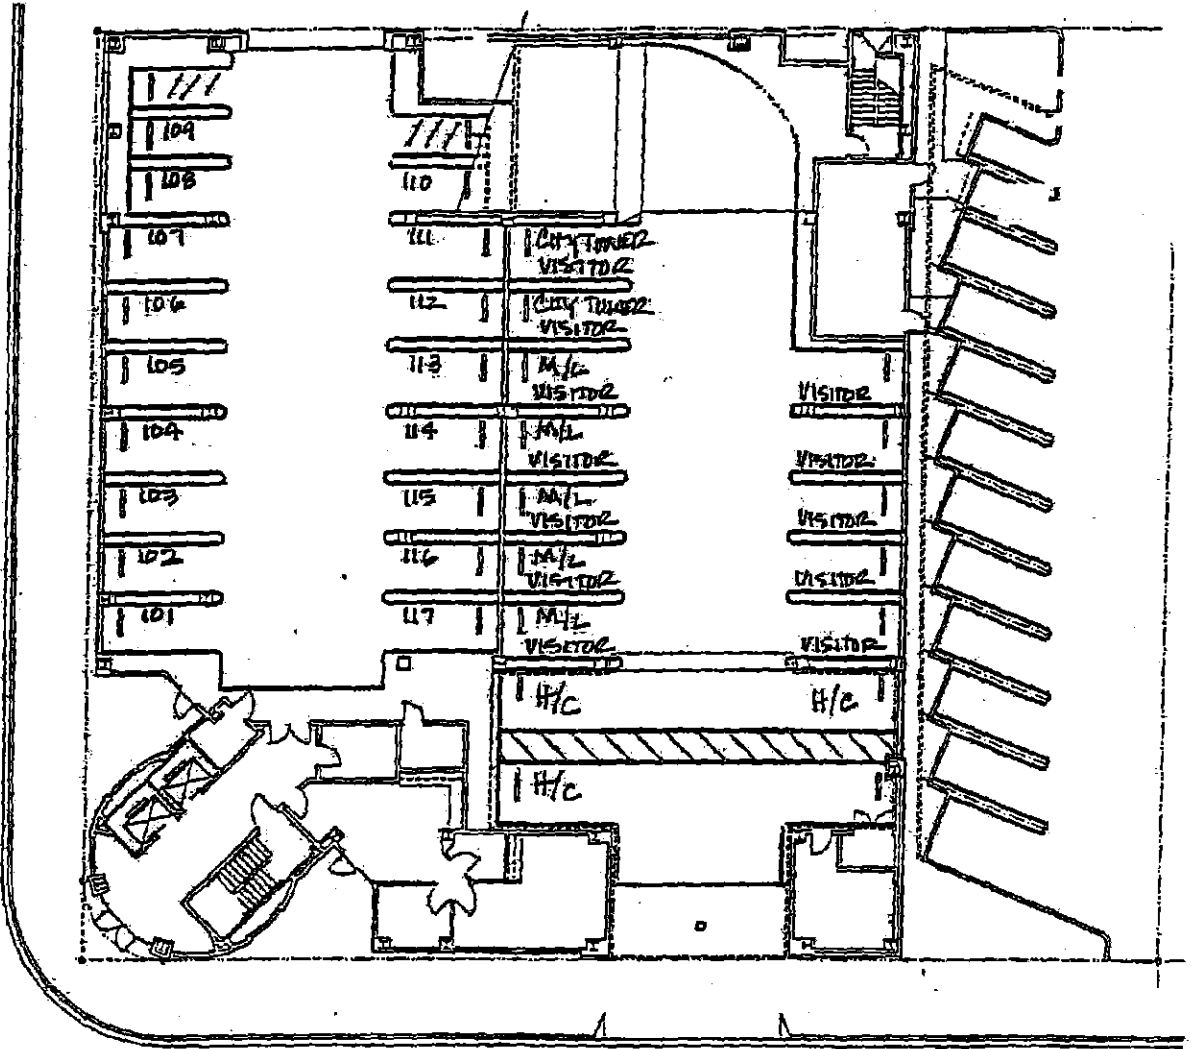 109
108
107
106
105
104
103
102
101
110
111
112
113
114
115
116
117
CITY TOWER
VISITOR
CITY TOWER
VISITOR
M/L
VISITOR
M/L
VISITOR
M/L
VISITOR
M/L
VISITOR
M/L
VISITOR
H/C
H/C
VISITOR
VISITOR
VISITOR
VISITOR
VISITOR
H/C